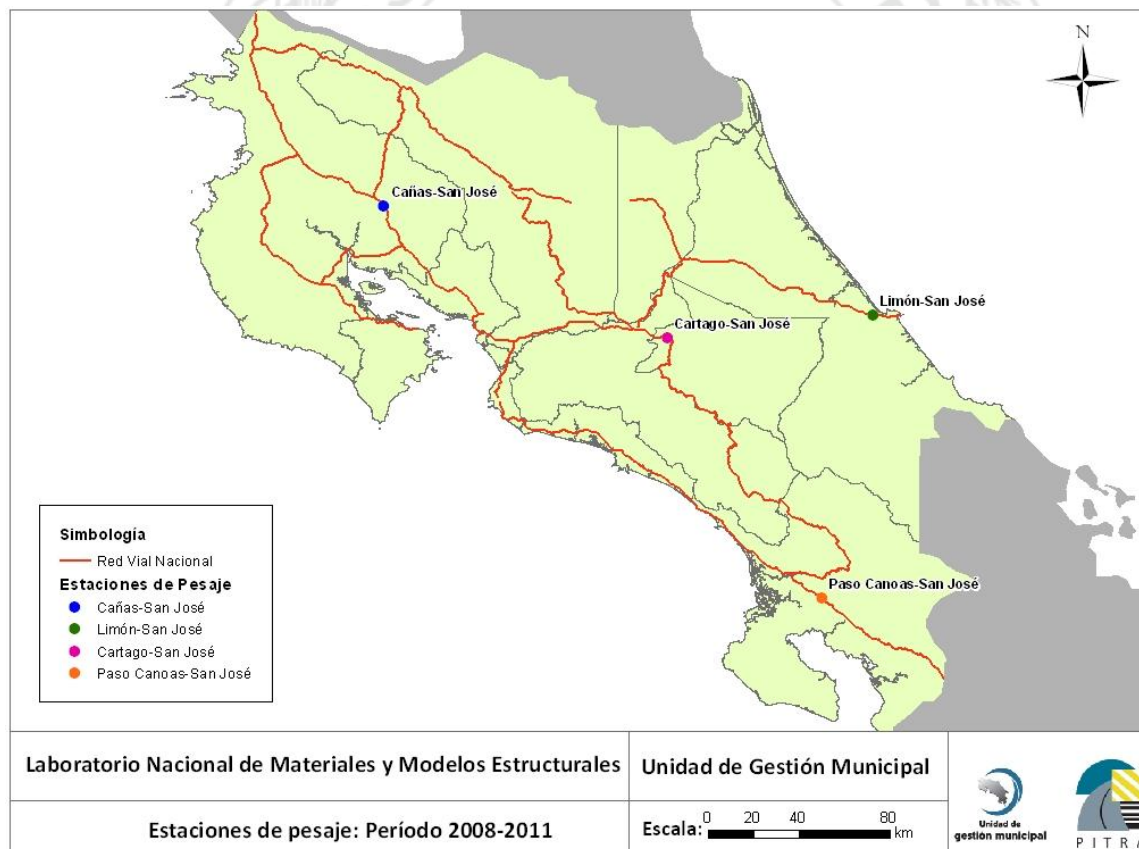 N
Cañas-San José
Limón-San José
Cartago-San José
Paso Canoas-San José
Simbología
Red Vial Nacional
Estaciones de Pesaje
Cañas-San José
Limón-San José
Cartago-San José
Paso Canoas-San José
Laboratorio Nacional de Materiales y Modelos Estructurales
Unidad de Gestión Municipal
Estaciones de pesaje: Período 2008-2011
Escala: 0 20 40 80
km
Unidad de
gestión municipal
PITRA